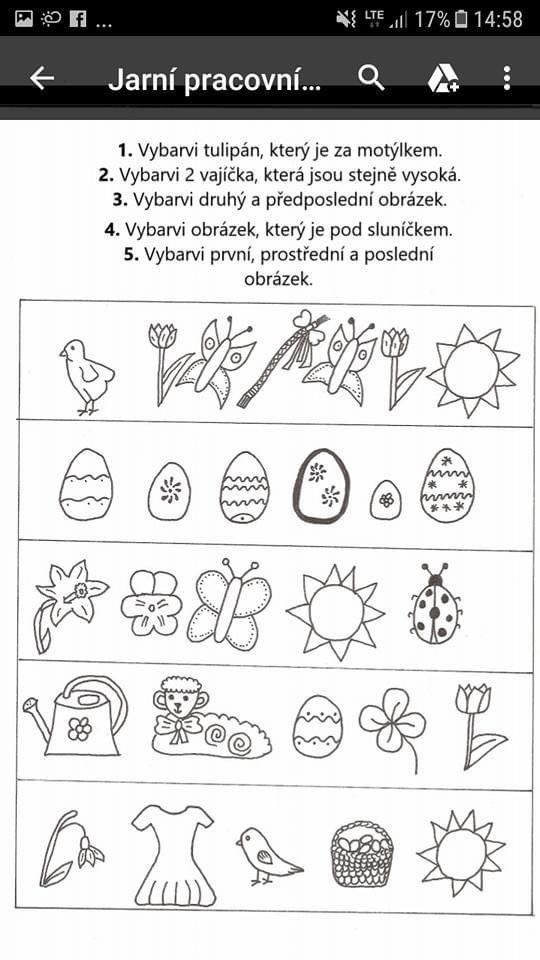 ... LTE 17% 14:58
Jarní pracovní...
1. Vybarvi tulipán, který je za motýlkem.
2. Vybarvi 2 vajíčka, která jsou stejně vysoká.
3. Vybarvi druhý a předposlední obrázek.
4. Vybarvi obrázek, který je pod sluníčkem.
5. Vybarvi první, prostřední a poslední
obrázek.